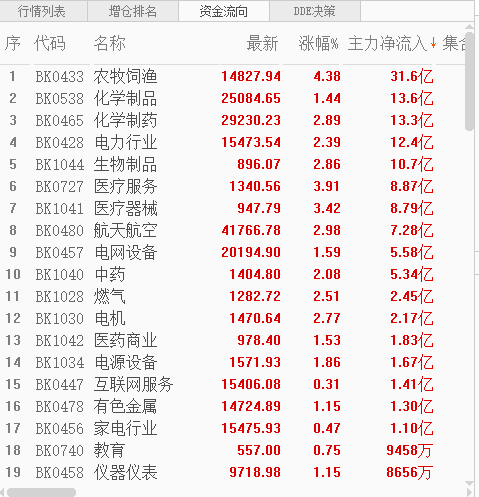 行情列表 增仓排名 资金流向 DDE决策
序 代码 名称 最新 涨幅% 主力净流入↓ 集合
1 BK0433 农牧饲渔 14827.94 4.38 31.6亿
2 BK0538 化学制品 25084.65 1.44 13.6亿
3 BK0465 化学制药 29230.23 2.89 13.3亿
4 BK0428 电力行业 15473.54 2.39 12.4亿
5 BK1044 生物制品 896.07 2.86 10.7亿
6 BK0727 医疗服务 1340.56 3.91 8.87亿
7 BK1041 医疗器械 947.79 3.42 8.79亿
8 BK0480 航天航空 41766.78 2.98 7.28亿
9 BK0457 电网设备 20194.90 1.59 5.58亿
10 BK1040 中药 1404.80 2.08 5.34亿
11 BK1028 燃气 1282.72 2.51 2.45亿
12 BK1030 电机 1470.64 2.77 2.17亿
13 BK1042 医药商业 978.40 1.53 1.83亿
14 BK1034 电源设备 1571.93 1.86 1.67亿
15 BK0447 互联网服务 15406.08 0.31 1.41亿
16 BK0478 有色金属 14724.89 1.15 1.30亿
17 BK0456 家电行业 15475.93 0.47 1.10亿
18 BK0740 教育 557.00 0.75 9458万
19 BK0458 仪器仪表 9718.98 1.15 8656万